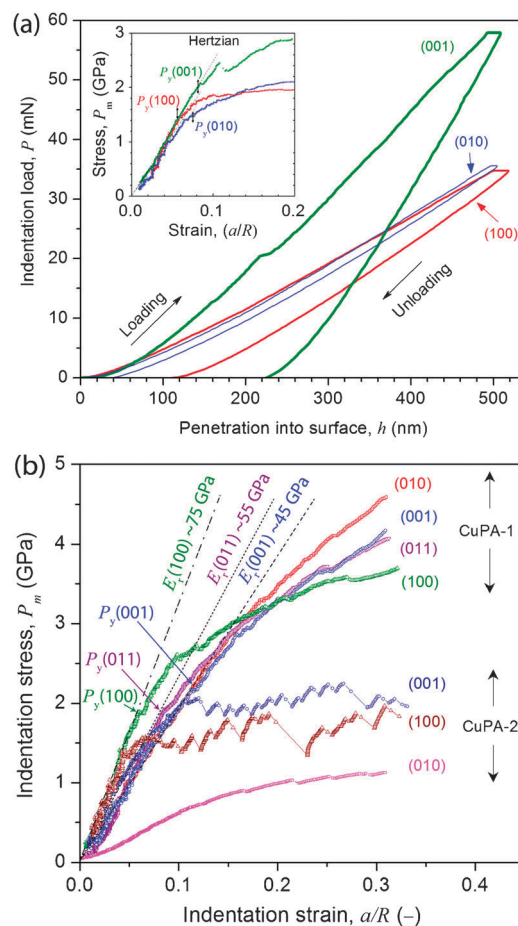 (a)
60
50
40
30
20
10
0
Indentation load, P (mN)
0 100 200 300 400 500
Penetration into surface, h (nm)
Loading
Unloading
(001)
(010)
(100)
3
2
1
0
Stress, Pm (GPa)
0.0 0.1 0.2
Strain, (a/R)
Hertzian
Py(001)
Py(100)
Py(010)
(b)
5
4
3
2
1
0
Indentation stress, Pm (GPa)
0.0 0.1 0.2 0.3 0.4
Indentation strain, a/R (–)
Er(100) ~75 GPa
Er(011) ~55 GPa
Er(001) ~45 GPa
Py(001)
Py(011)
Py(100)
(010)
(001)
(011)
(100)
CuPA-1
(001)
(100)
(010)
CuPA-2